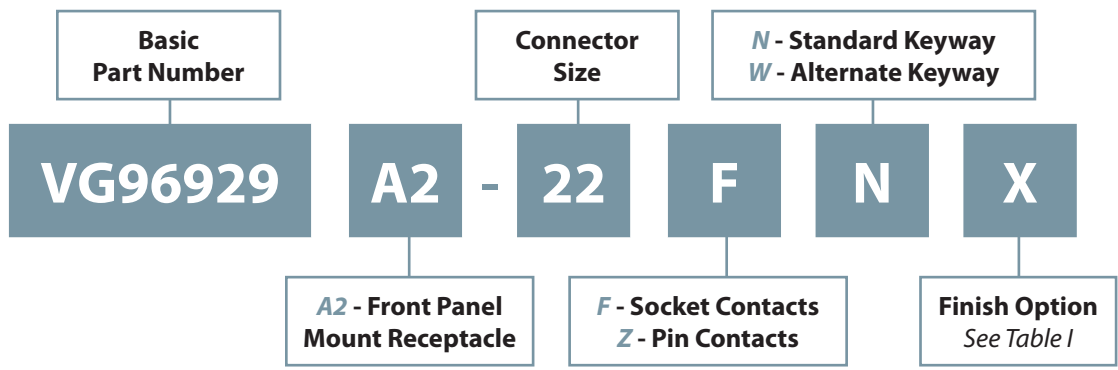 Basic
Part Number
Connector
Size
N - Standard Keyway
W - Alternate Keyway
VG96929 A2 - 22 F N X
A2 - Front Panel
Mount Receptacle
F - Socket Contacts
Z - Pin Contacts
Finish Option
See Table I